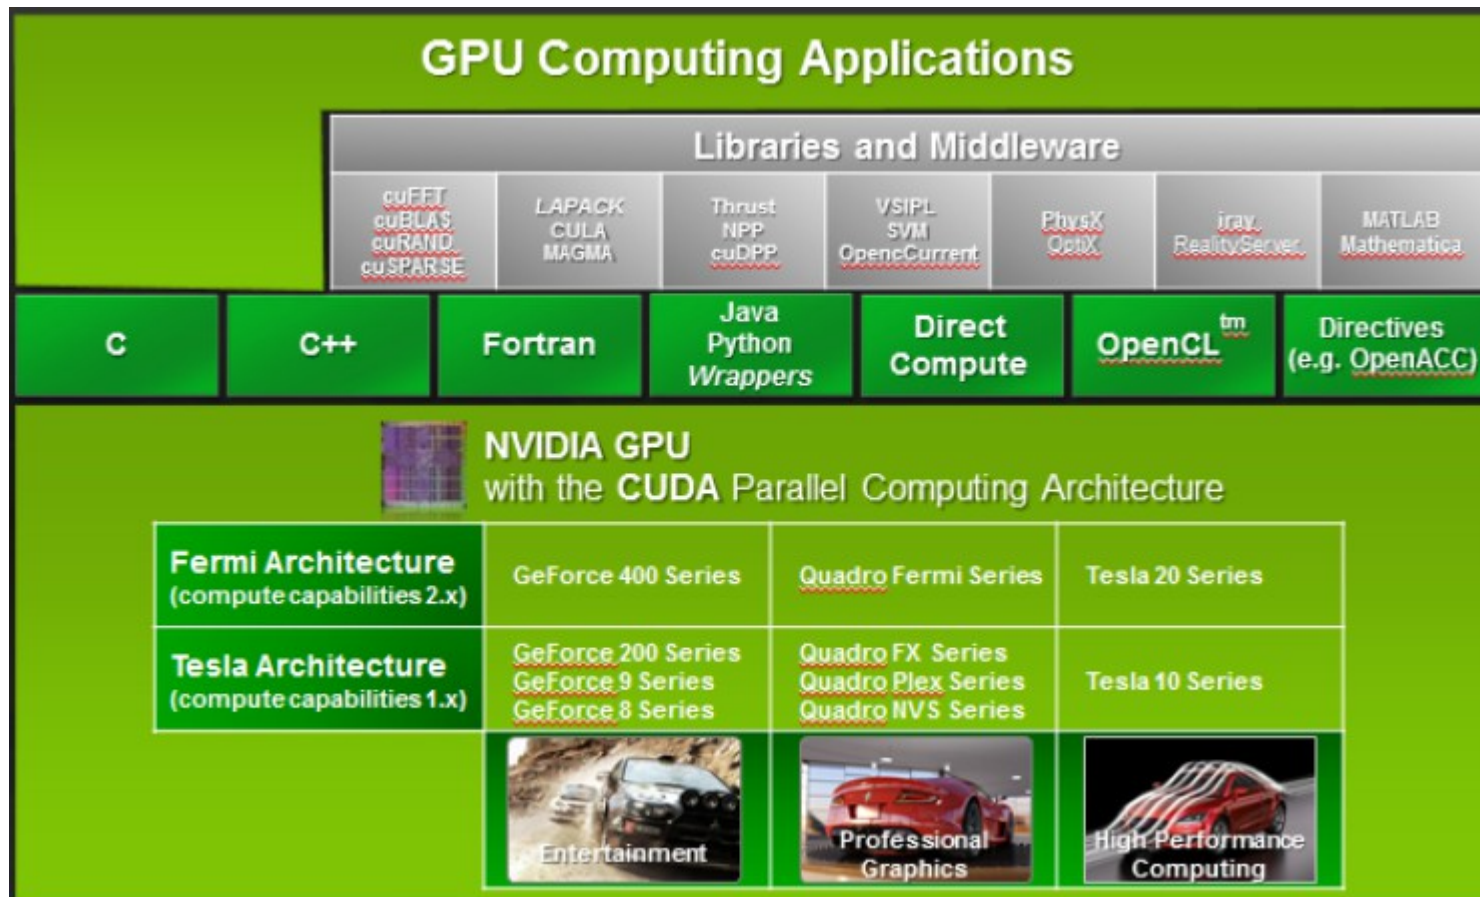 GPU Computing Applications
Libraries and Middleware
cuFFT
cuBLAS
cuRAND
cuSPARSE
LAPACK
CULA
MAGMA
Thrust
NPP
cuDPP
VSIPL
SVM
OpencCurrent
PhysX
OptiX
iray
RealityServer
MATLAB
Mathematica
C
C++
Fortran
Java
Python
Wrappers
Direct
Compute
OpenCL tm
Directives
(e.g. OpenACC)
NVIDIA GPU
with the CUDA Parallel Computing Architecture
Fermi Architecture
(compute capabilities 2.x)
GeForce 400 Series
Quadro Fermi Series
Tesla 20 Series
Tesla Architecture
(compute capabilities 1.x)
GeForce 200 Series
GeForce 9 Series
GeForce 8 Series
Quadro FX Series
Quadro Plex Series
Quadro NVS Series
Tesla 10 Series
Entertainment
Professional
Graphics
High Performance
Computing